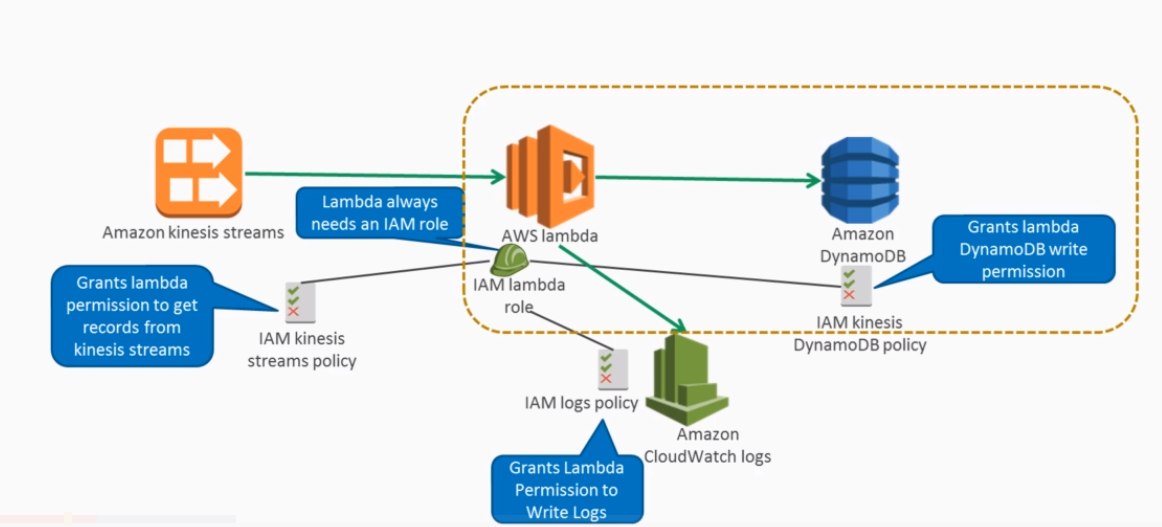 Lambda always
needs an IAM role
Amazon kinesis streams
AWS lambda
Amazon
DynamoDB
Grants lambda
DynamoDB write
permission
Grants lambda
permission to get
records from
kinesis streams
IAM kinesis
streams policy
IAM lambda
role
IAM kinesis
DynamoDB policy
IAM logs policy
Amazon
CloudWatch logs
Grants Lambda
Permission to
Write Logs